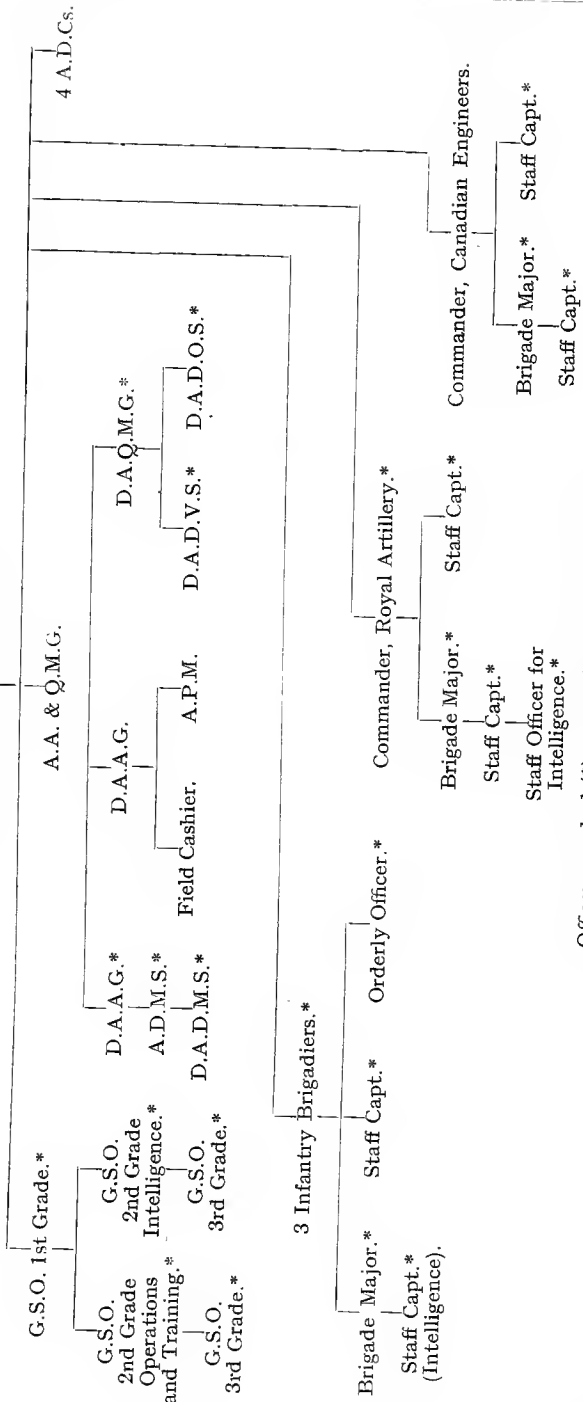 4 A.D.Cs.
A.A. & Q.M.G.
G.S.O. 1st Grade.*
G.S.O.
2nd Grade
Operations
and Training.*
G.S.O.
3rd Grade.*
G.S.O.
2nd Grade
Intelligence.*
G.S.O.
3rd Grade.*
D.A.A.G.*
A.D.M.S.*
D.A.D.M.S.*
D.A.A.G.
Field Cashier.
A.P.M.
D.A.Q.M.G.*
D.A.D.V.S.*
D.A.D.O.S.*
3 Infantry Brigadiers.*
Brigade Major.*
Staff Capt.*
(Intelligence).
Staff Capt.*
Orderly Officer.*
Commander, Royal Artillery.*
Brigade Major.*
Staff Capt.*
Staff Officer for
Intelligence.*
Staff Capt.*
Commander, Canadian Engineers.
Brigade Major.*
Staff Capt.*
Staff Capt.*